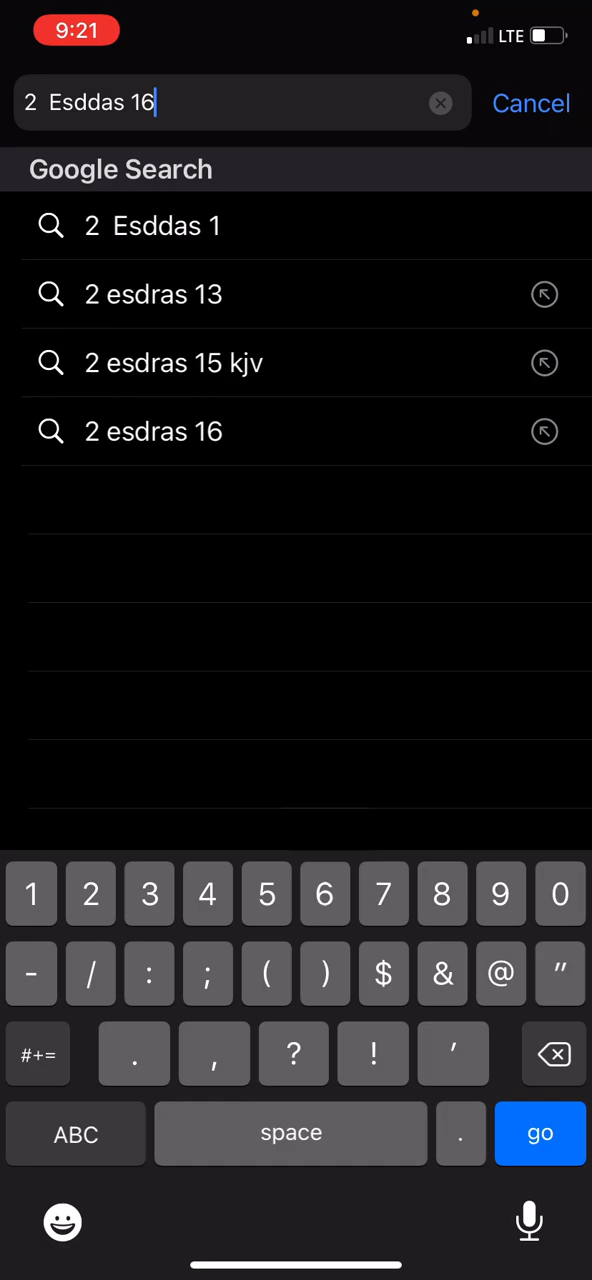 9:21
LTE
2  Esddas 16
Cancel
Google Search
2  Esddas 1
2 esdras 13
2 esdras 15 kjv
2 esdras 16
1 2 3 4 5 6 7 8 9 0
- / : ; ( ) $ & @ "
#+= . , ? ! '
ABC space . go